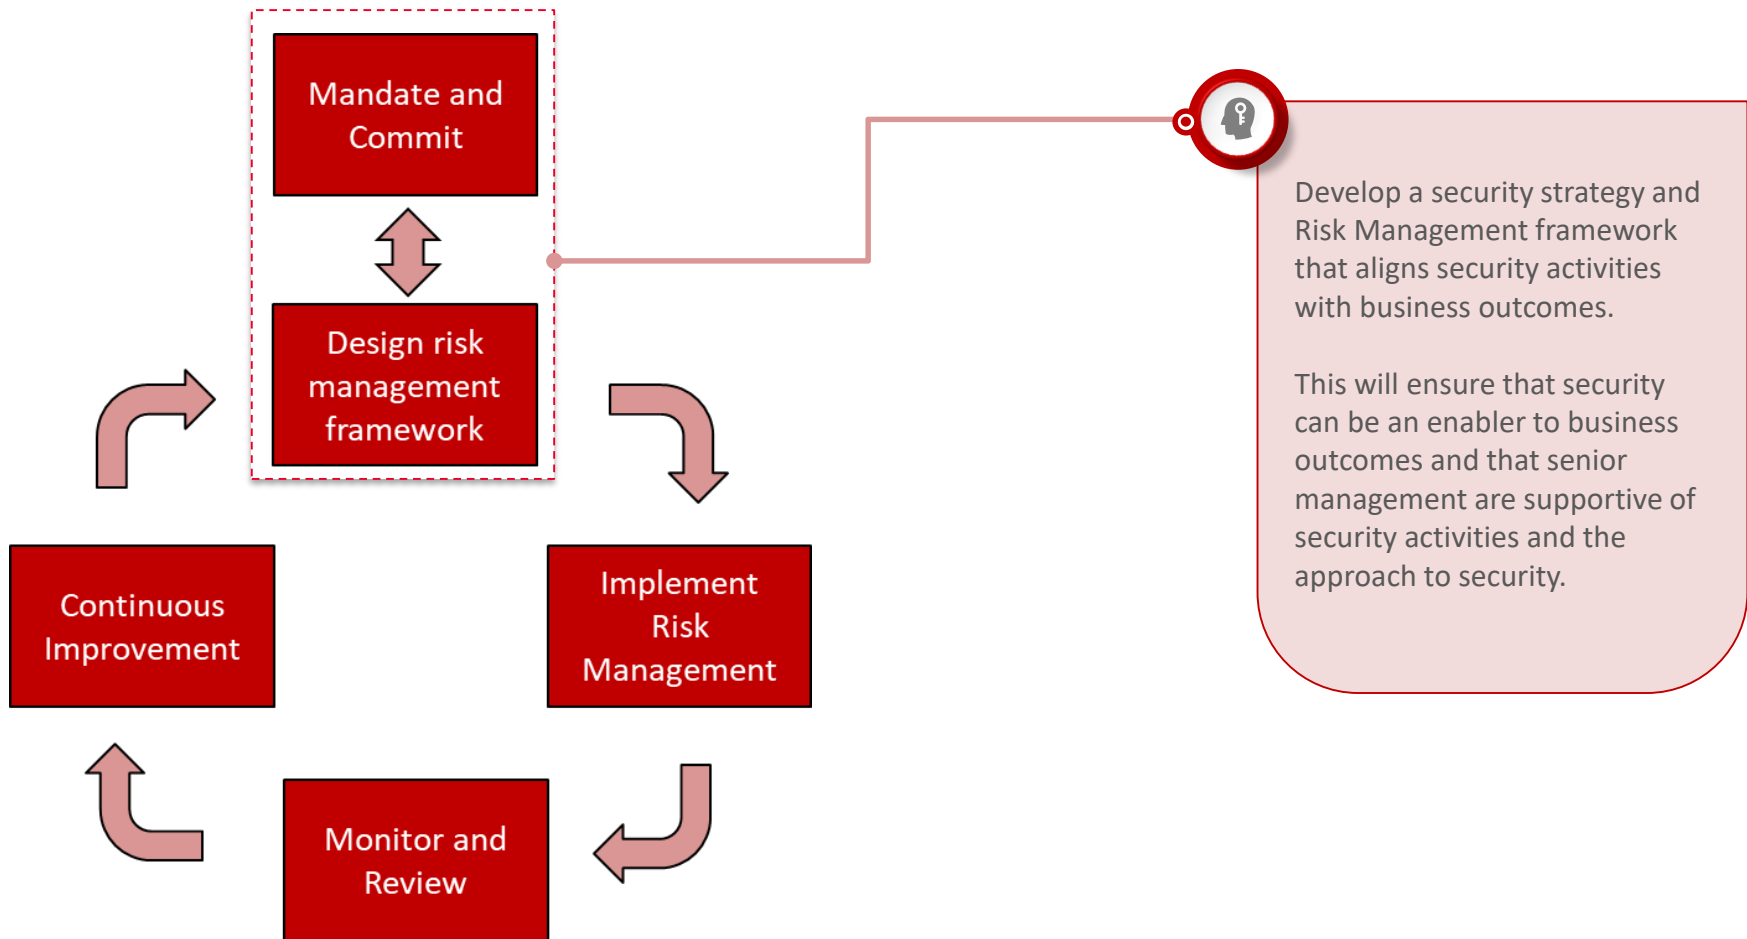 Mandate and
Commit
Design risk
management
framework
Continuous
Improvement
Implement
Risk
Management
Monitor and
Review
Develop a security strategy and
Risk Management framework
that aligns security activities
with business outcomes.
This will ensure that security
can be an enabler to business
outcomes and that senior
management are supportive of
security activities and the
approach to security.